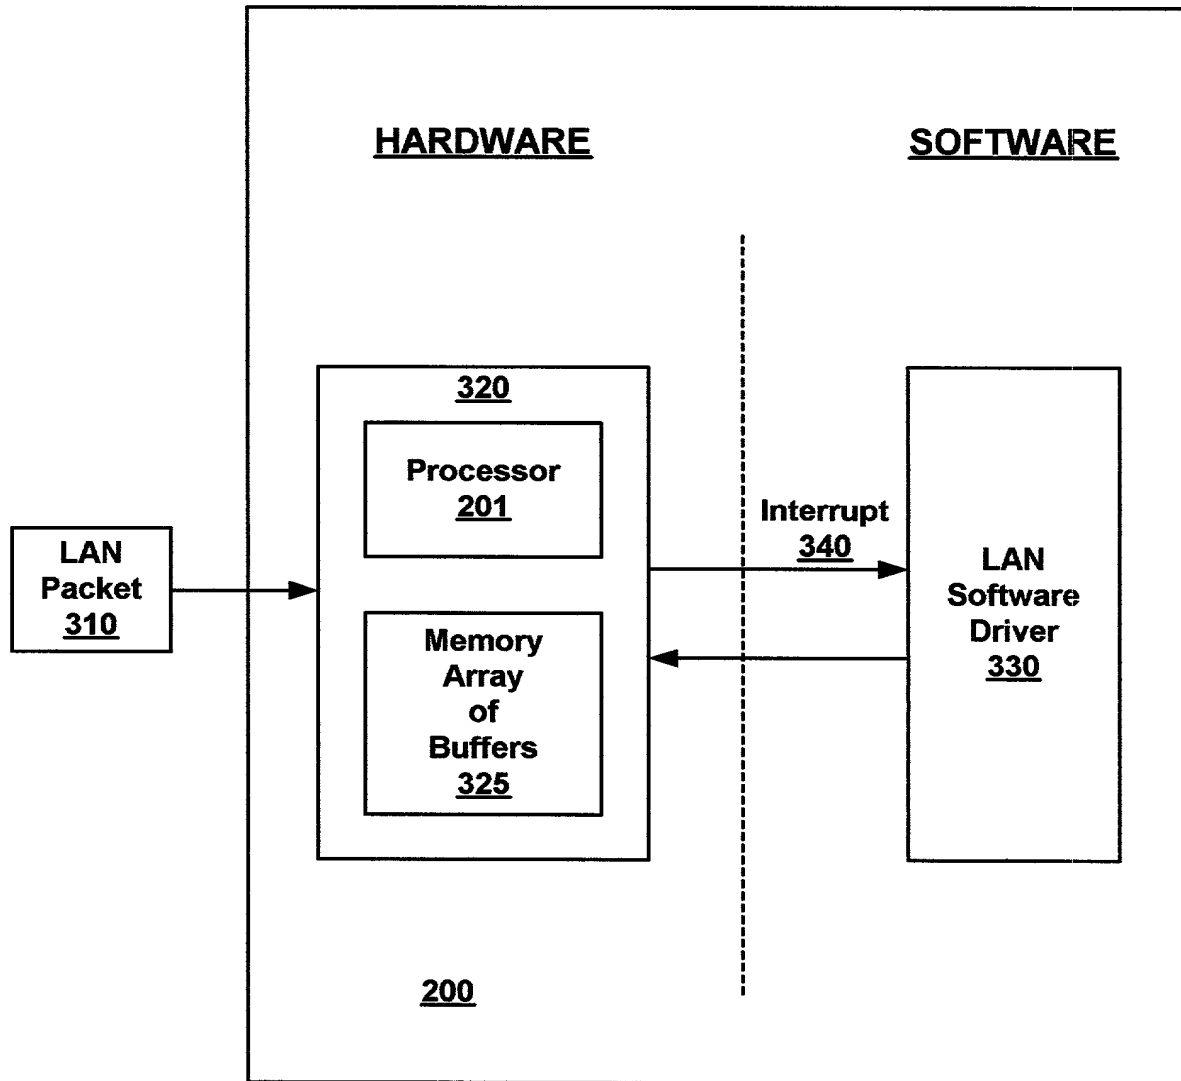 HARDWARE
SOFTWARE
320
Processor
201
Memory
Array
of
Buffers
325
LAN
Packet
310
Interrupt
340
LAN
Software
Driver
330
200